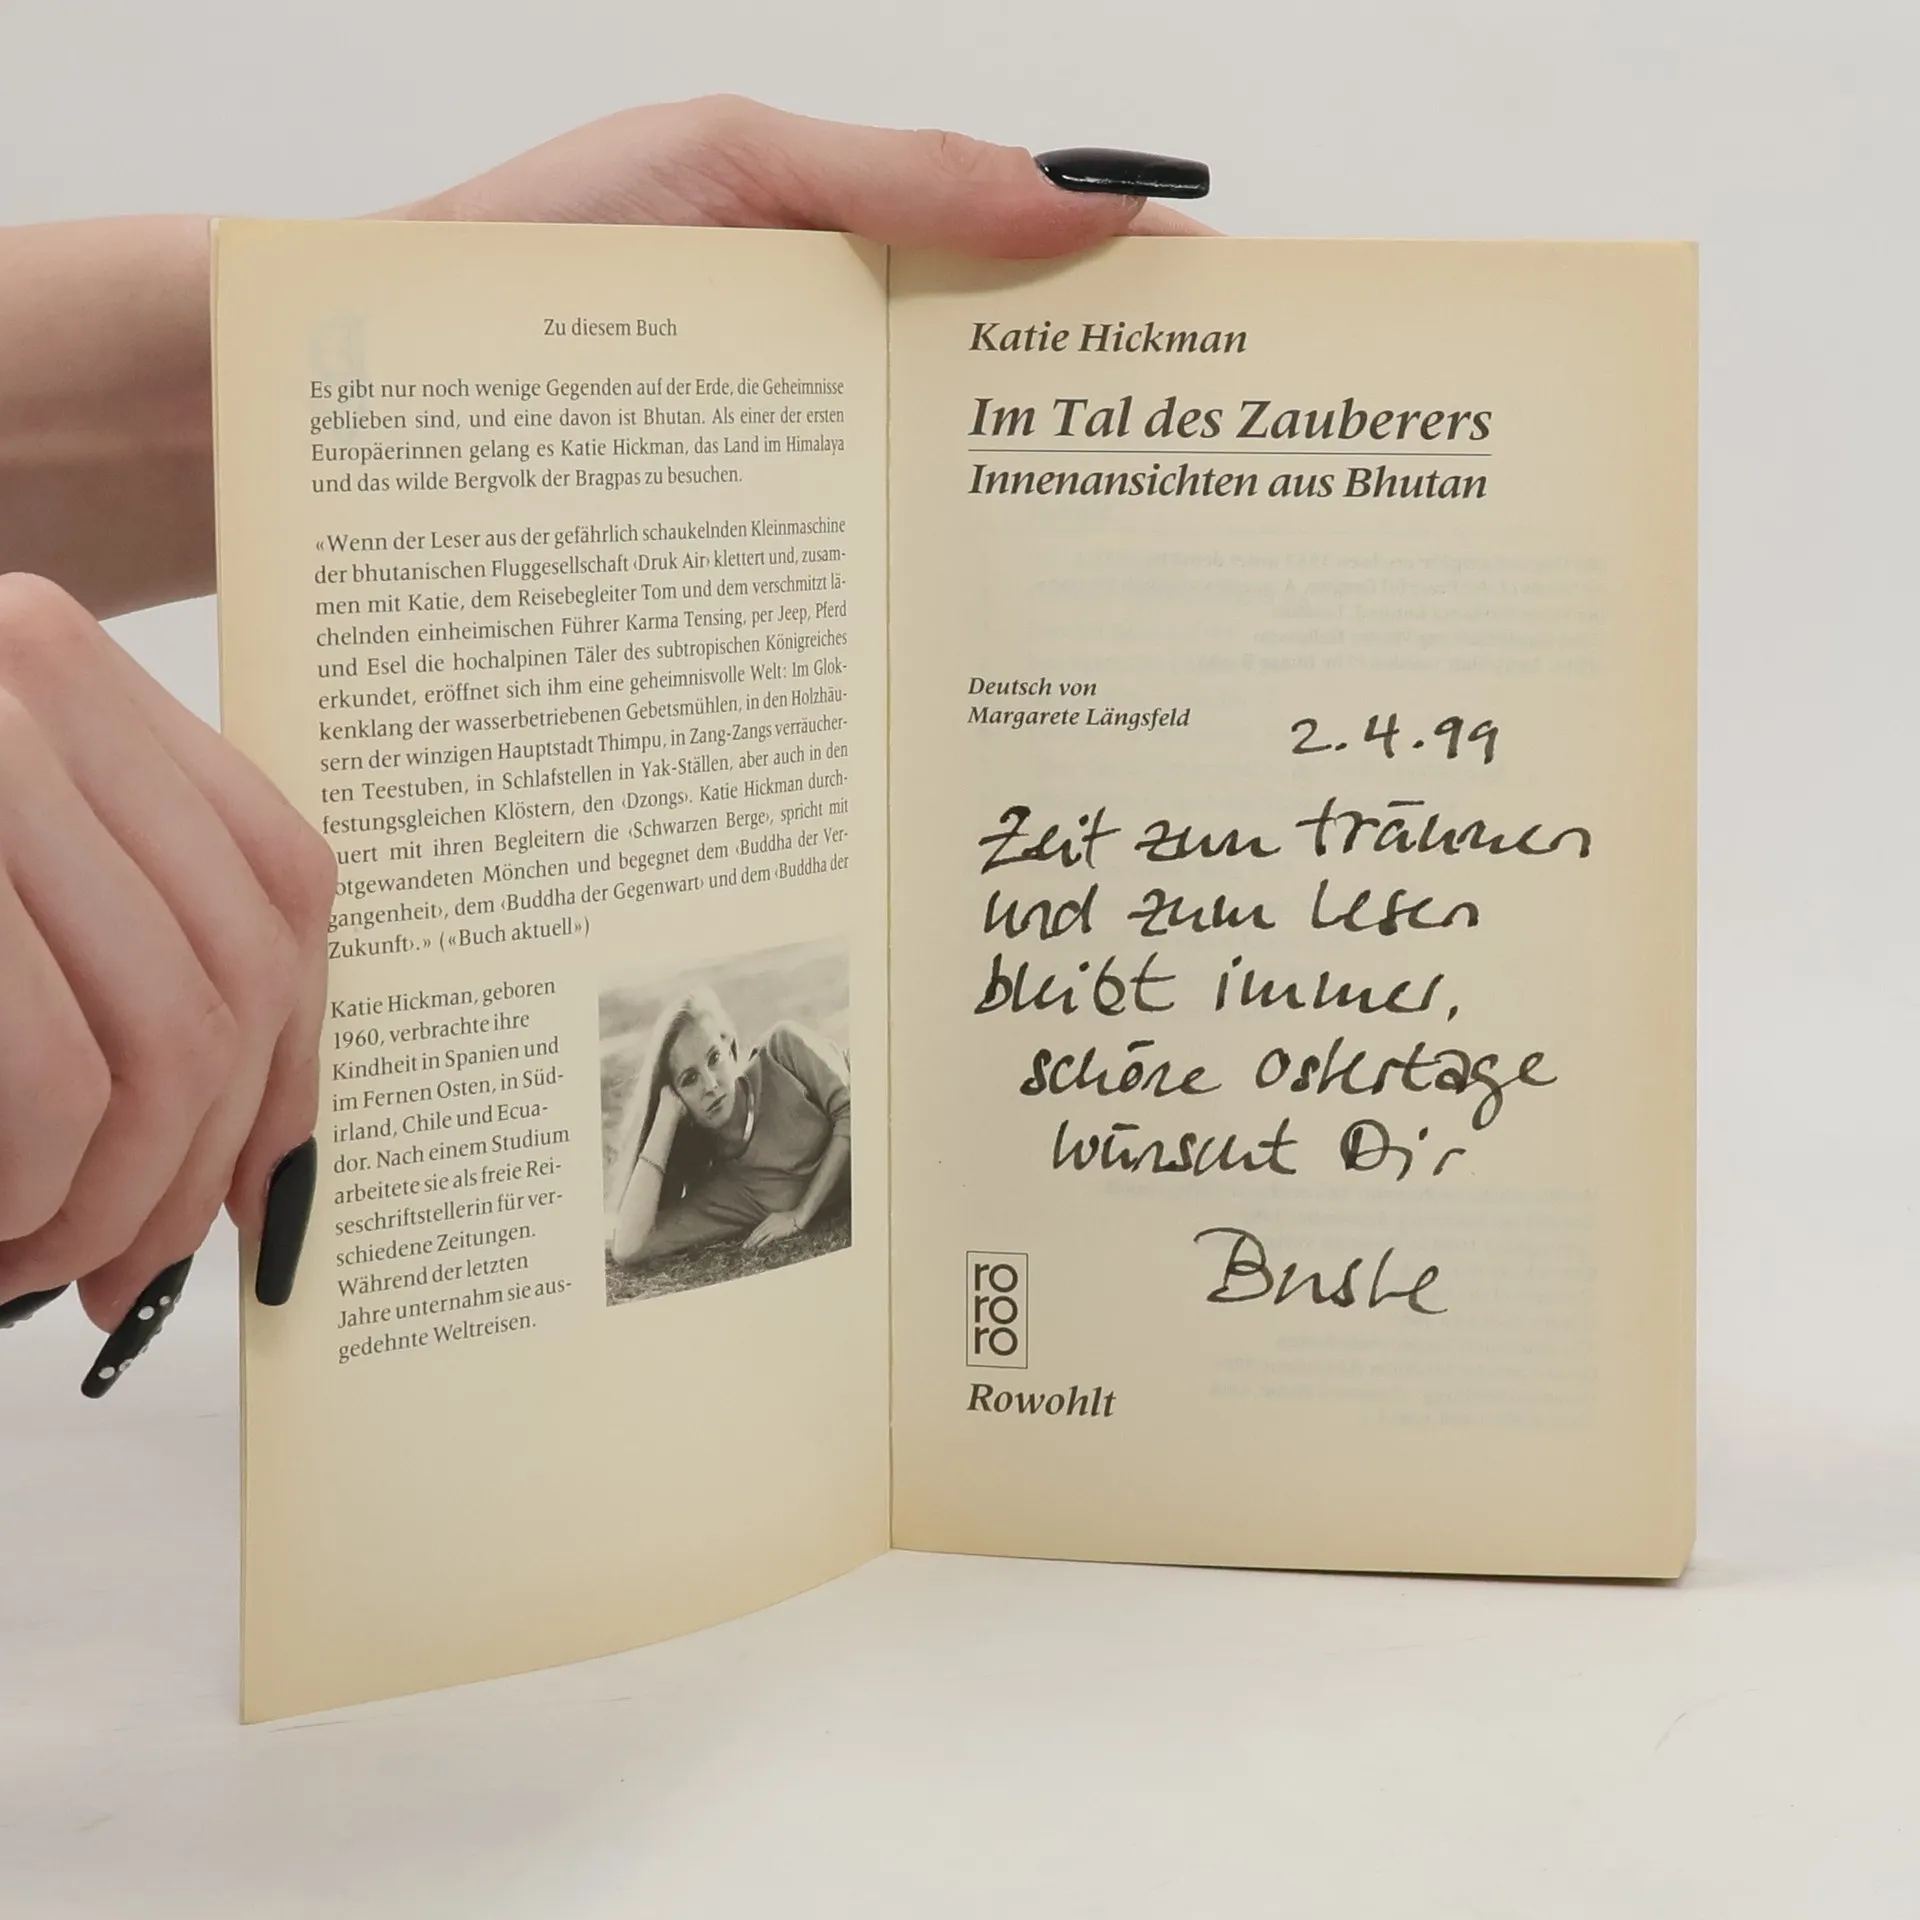 Zu diesem Buch
Es gibt nur noch wenige Gegenden auf der Erde, die Geheimnisse
geblieben sind, und eine davon ist Bhutan. Als einer der ersten
Europäerinnen gelang es Katie Hickman, das Land im Himalaya
und das wilde Bergvolk der Bragpas zu besuchen.
«Wenn der Leser aus der gefährlich schaukelnden Kleinmaschine
der bhutanischen Fluggesellschaft ‹Druk Air› klettert und, zusam-
men mit Katie, dem Reisebegleiter Tom und dem verschmitzt lä-
chelnden einheimischen Führer Karma Tensing, per Jeep, Pferd
und Esel die hochalpinen Täler des subtropischen Königreiches
erkundet, eröffnet sich ihm eine geheimnisvolle Welt: Im Glok-
kenklang der wasserbetriebenen Gebetsmühlen, in den Holzhäu-
sern der winzigen Hauptstadt Thimpu, in Zang-Zangs verräucher-
ten Teestuben, in Schlafstellen in Yak-Ställen, aber auch in den
festungsgleichen Klöstern, den ‹Dzongs›. Katie Hickman durch-
uert mit ihren Begleitern die ‹Schwarzen Berge›, spricht mit
otgewandeten Mönchen und begegnet dem ‹Buddha der Ver-
gangenheit›, dem ‹Buddha der Gegenwart› und dem ‹Buddha der
Zukunft›.» («Buch aktuell»)
Katie Hickman, geboren
1960, verbrachte ihre
Kindheit in Spanien und
im Fernen Osten, in Süd-
irland, Chile und Ecua-
dor. Nach einem Studium
arbeitete sie als freie Rei-
seschriftstellerin für ver-
schiedene Zeitungen.
Während der letzten
Jahre unternahm sie aus-
gedehnte Weltreisen.
Katie Hickman
Im Tal des Zauberers
Innenansichten aus Bhutan
Deutsch von
Margarete Längsfeld
2.4.99
Zeit zum träumen
und zum lesen
bleibt immer,
schöne Ostertage
wünscht Dir
ro
ro
ro
Rowohlt